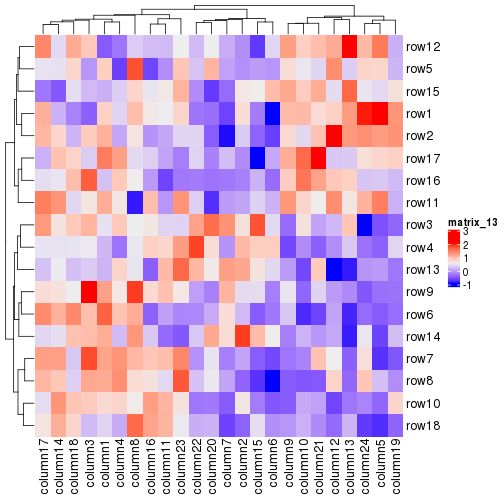 row12
row5
row15
row1
row2
row17
row16
row11
row3
row4
row13
row9
row6
row14
row7
row8
row10
row18
matrix_13
3
2
1
0
-1
column17
column14
column18
column3
column1
column4
column8
column16
column11
column23
column22
column20
column7
column2
column15
column6
column9
column10
column21
column12
column13
column24
column5
column19